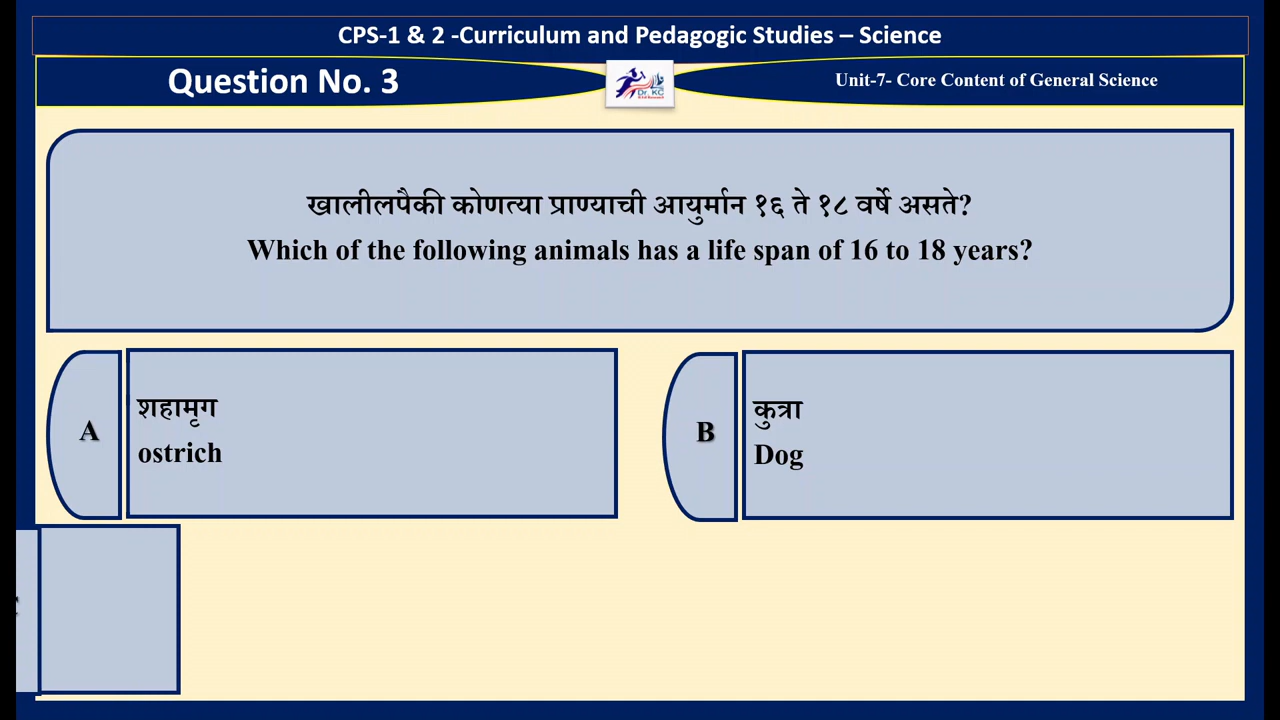 CPS-1 & 2 -Curriculum and Pedagogic Studies – Science
Question No. 3
Dr. KC
Unit-7- Core Content of General Science
खालीलपैकी कोणत्या प्राण्याची आयुर्मान १६ ते १८ वर्षे असते?
Which of the following animals has a life span of 16 to 18 years?
A
शहामृग
ostrich
B
कुत्रा
Dog